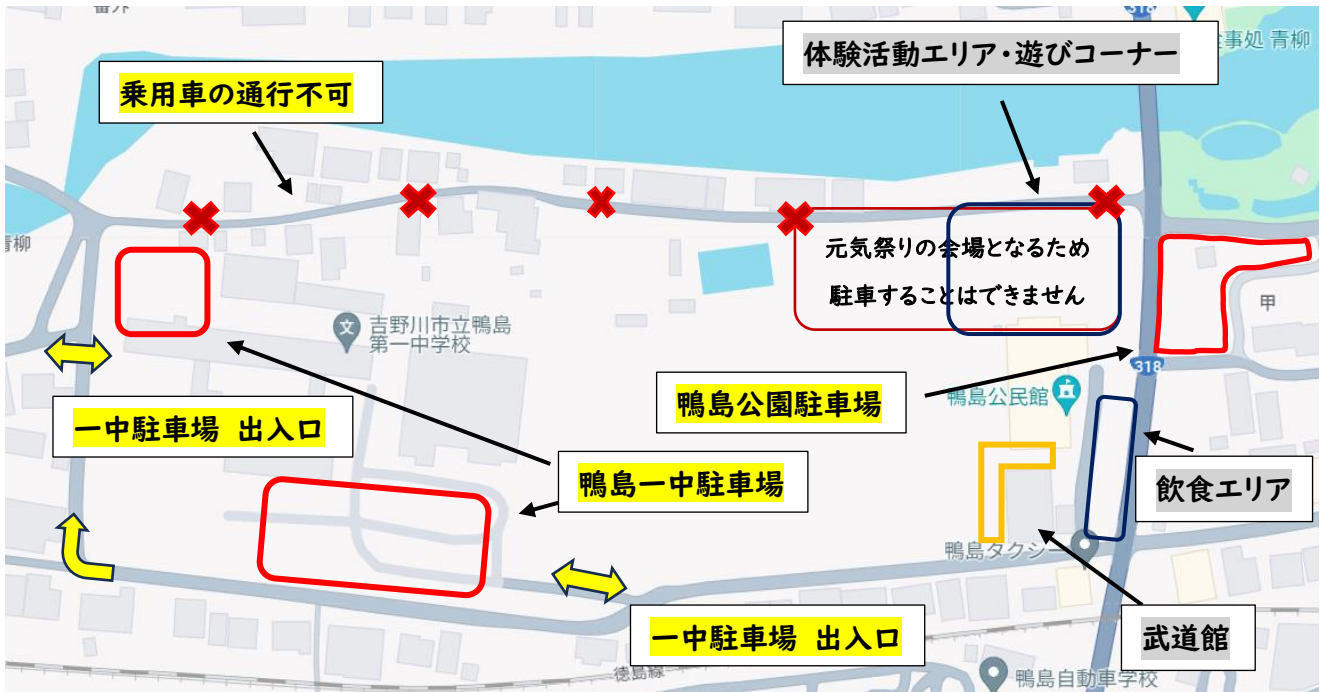 318
食事処 青柳
体験活動エリア・遊びコーナー
乗用車の通行不可
青柳
元気祭りの会場となるため
駐車することはできません
甲
文
吉野川市立鴨島
第一中学校
318
鴨島公園駐車場
鴨島公民館
一中駐車場 出入口
鴨島一中駐車場
飲食エリア
鴨島タクシー
一中駐車場 出入口
武道館
徳島線
鴨島自動車学校